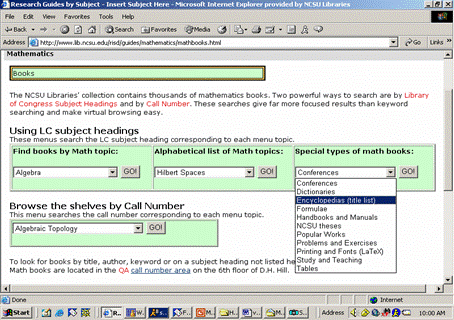 Research Guides by Subject - Insert Subject Here - Microsoft Internet Explorer provided by NCSU Libraries
File Edit View Favorites Tools Help
Back Search Favorites Media
Address http://www.lib.ncsu.edu/risd/guides/mathematics/mathbooks.html Go Links
Mathematics
Books
The NCSU Libraries' collection contains thousands of mathematics books. Two powerful ways to search are by Library
of Congress Subject Headings and by Call Number. These searches give far more focused results than keyword
searching and make virtual browsing easy.
Using LC subject headings
These menus search the LC subject heading corresponding to each menu topic.
Find books by Math topic: Alphabetical list of Math topics: Special types of math books:
Algebra GO! Hilbert Spaces GO! Conferences GO!
Conferences
Dictionaries
Encyclopedias (title list)
Formulae
Handbooks and Manuals
NCSU theses
Popular Works
Problems and Exercises
Printing and Fonts (LaTeX)
Study and Teaching
Tables
Browse the shelves by Call Number
This menu searches the call number corresponding to each menu topic.
Algebraic Topology GO!
To look for books by title, author, keyword or on a subject not listed he
Math books are located in the QA call number area on the 6th floor of D.H. Hill.
Done Internet
Start Address 10:00 AM